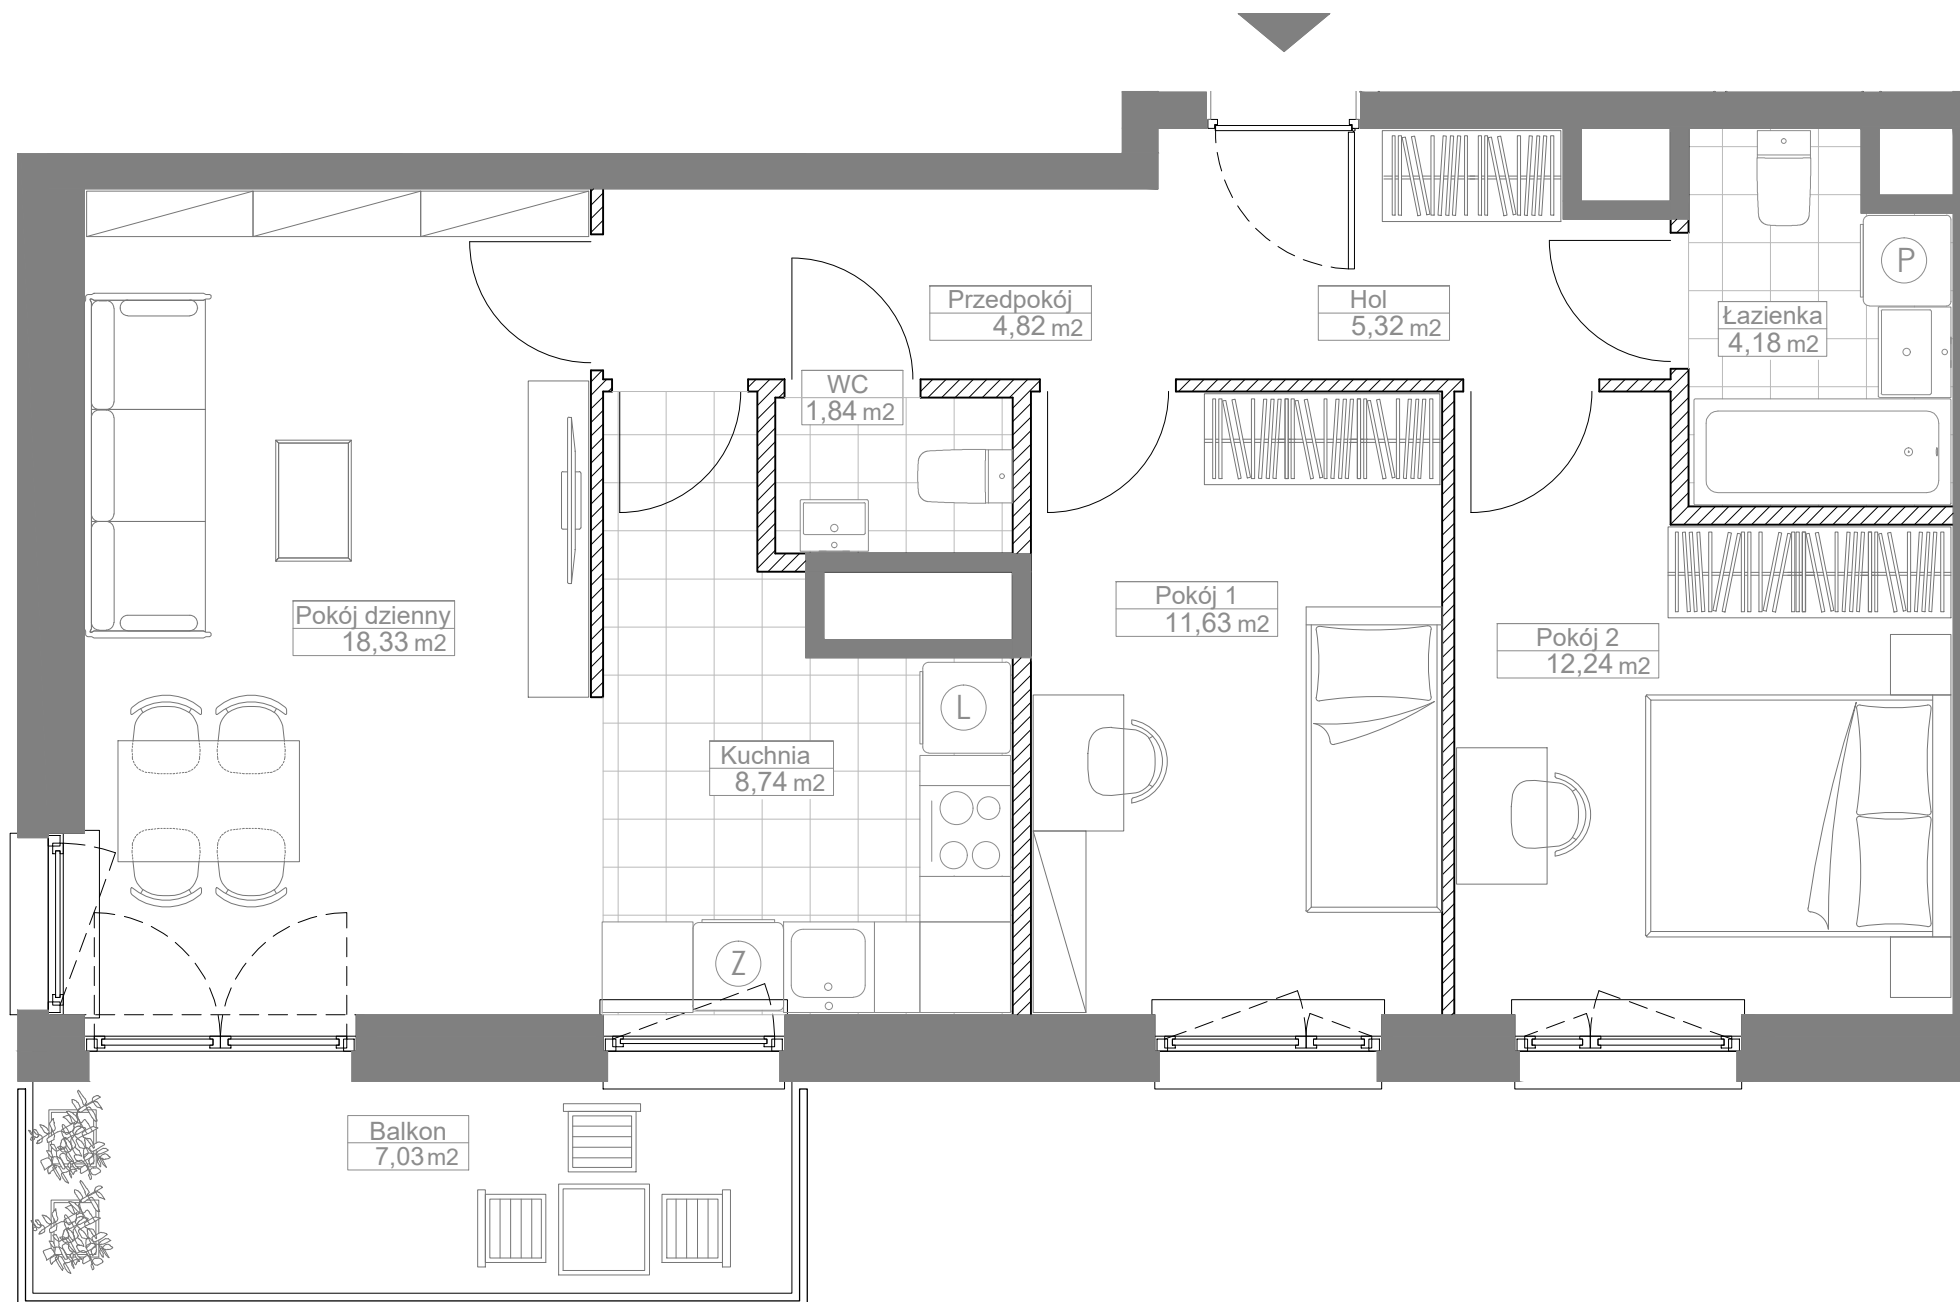 P
Przedpokój
4,82 m2
Hol
5,32 m2
Łazienka
4,18 m2
WC
1,84 m2
Pokój dzienny
18,33 m2
Pokój 1
11,63 m2
Pokój 2
12,24 m2
L
Kuchnia
8,74 m2
Z
Balkon
7,03 m2